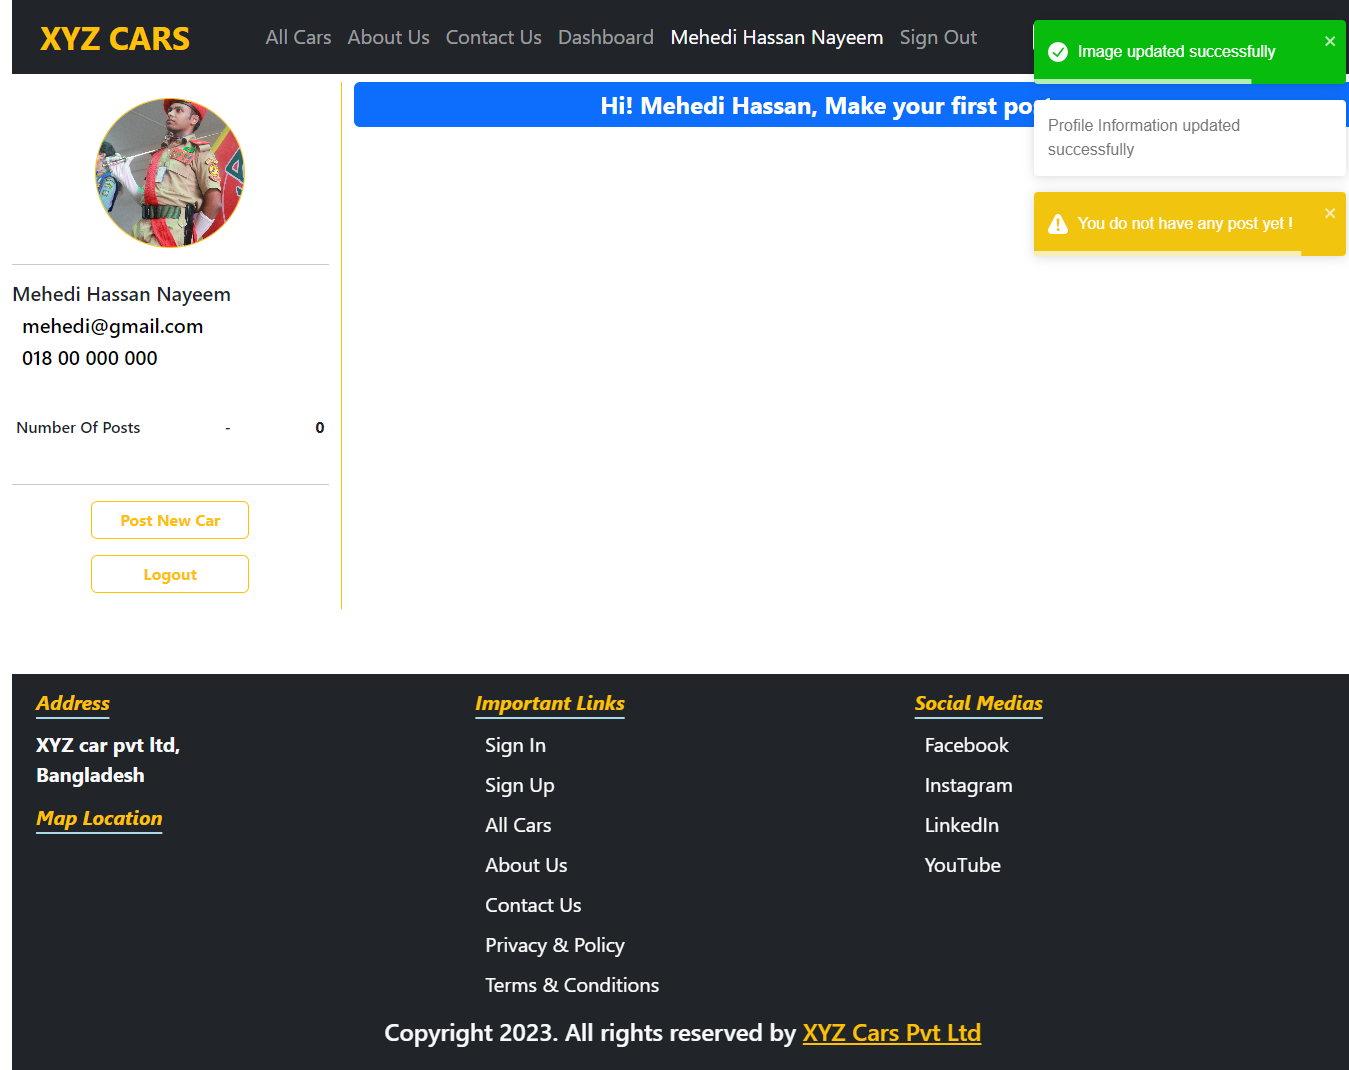 XYZ CARS
All Cars
About Us
Contact Us
Dashboard
Mehedi Hassan Nayeem
Sign Out
Image updated successfully
Profile Information updated
successfully
You do not have any post yet !
Hi! Mehedi Hassan, Make your first
Mehedi Hassan Nayeem
mehedi@gmail.com
018 00 000 000
Number Of Posts - 0
Post New Car
Logout
Address
XYZ car pvt ltd,
Bangladesh
Map Location
Important Links
Sign In
Sign Up
All Cars
About Us
Contact Us
Privacy & Policy
Terms & Conditions
Social Medias
Facebook
Instagram
LinkedIn
YouTube
Copyright 2023. All rights reserved by XYZ Cars Pvt Ltd